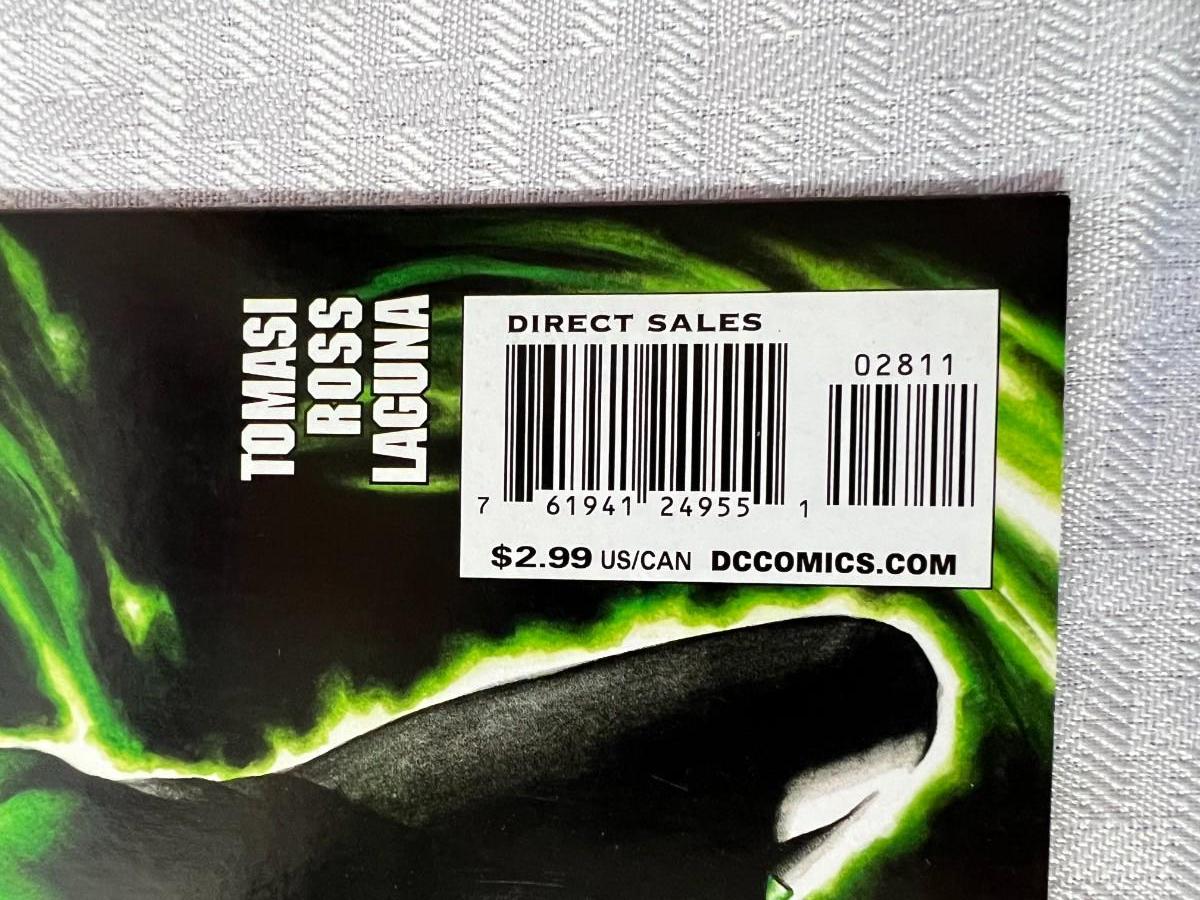 TOMASI
ROSS
LAGUNA
DIRECT SALES
02811
7 61941 24955 1
$2.99 US/CAN DCCOMICS.COM